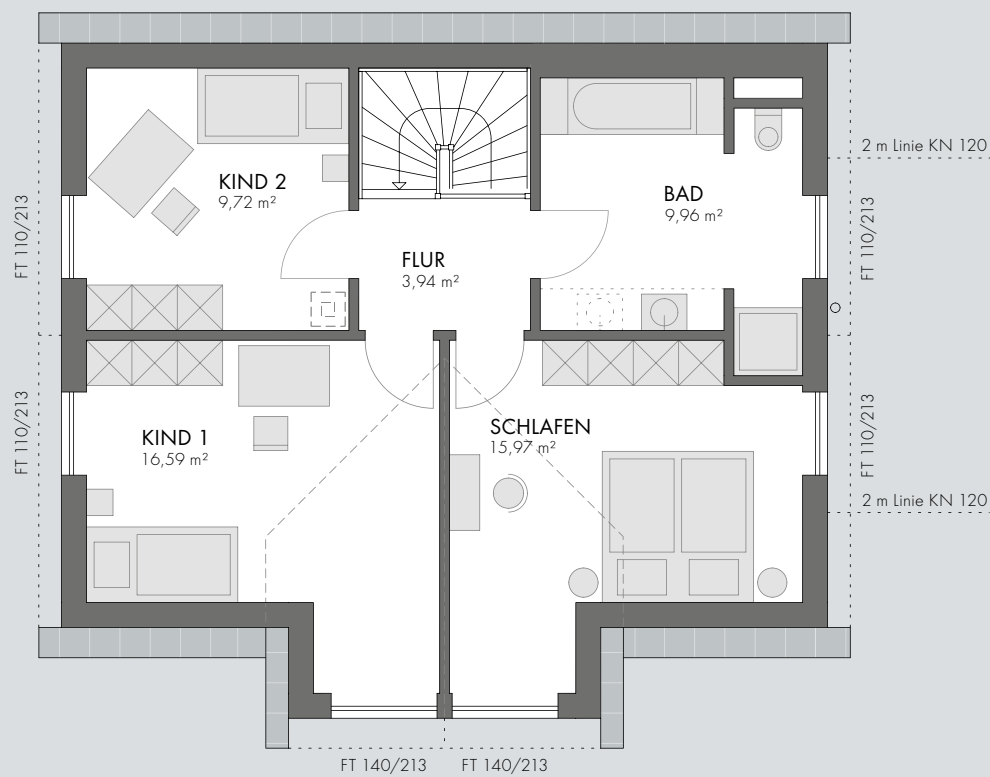 2 m Linie KN 120
KIND 2
9,72 m²
BAD
9,96 m²
FT 110/213
FT 110/213
FLUR
3,94 m²
FT 110/213
FT 110/213
KIND 1
16,59 m²
SCHLAFEN
15,97 m²
2 m Linie KN 120
FT 140/213
FT 140/213